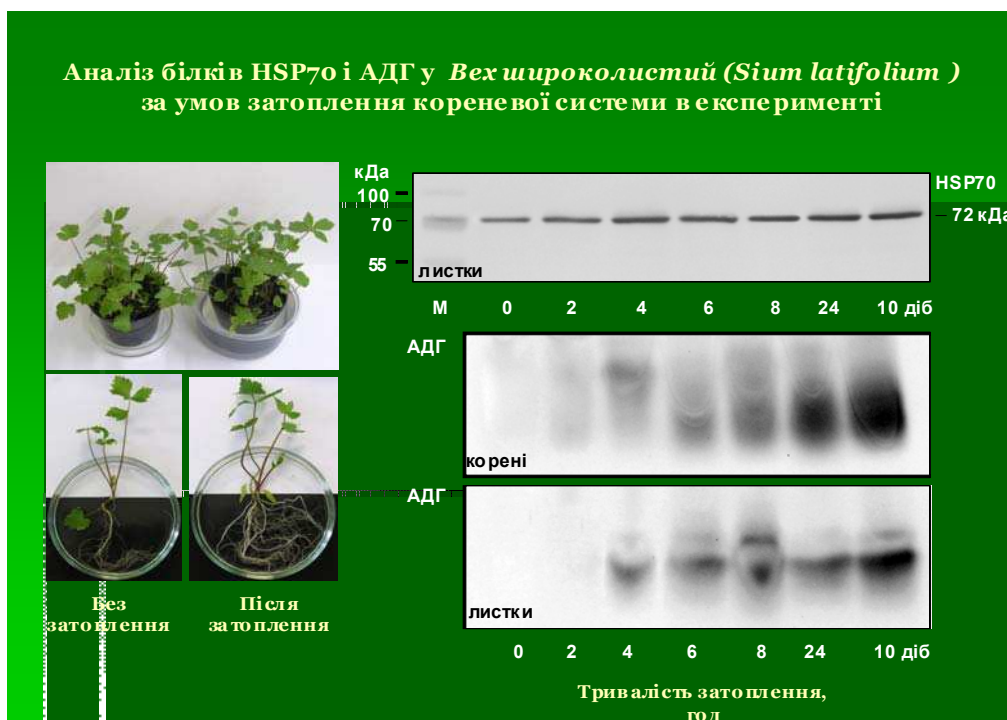 Аналіз білків HSP70 і АДГ у Вех широколистий (Sium latifolium )
за умов затоплення кореневої системи в експерименті
кДа
100
70
55
HSP70
72 кДа
листки
М 0 2 4 6 8 24 10 діб
АДГ
корені
АДГ
листки
0 2 4 6 8 24 10 діб
Без
затоплення
Після
затоплення
Тривалість затоплення,
год